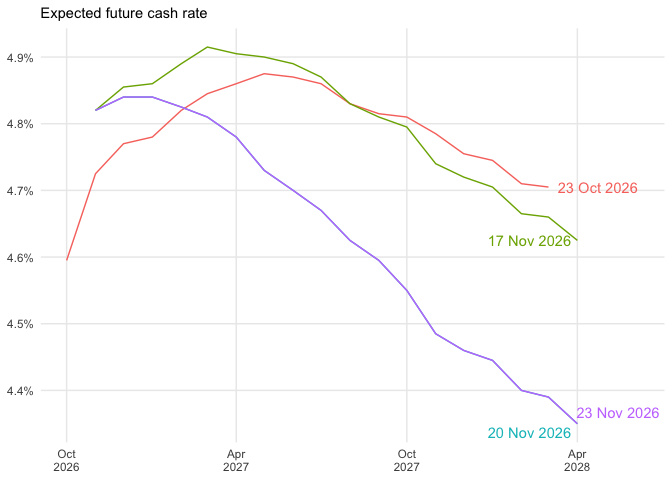 Expected future cash rate
4.9%
4.8%
4.7%
4.6%
4.5%
4.4%
23 Oct 2026
17 Nov 2026
23 Nov 2026
20 Nov 2026
Oct
2026
Apr
2027
Oct
2027
Apr
2028